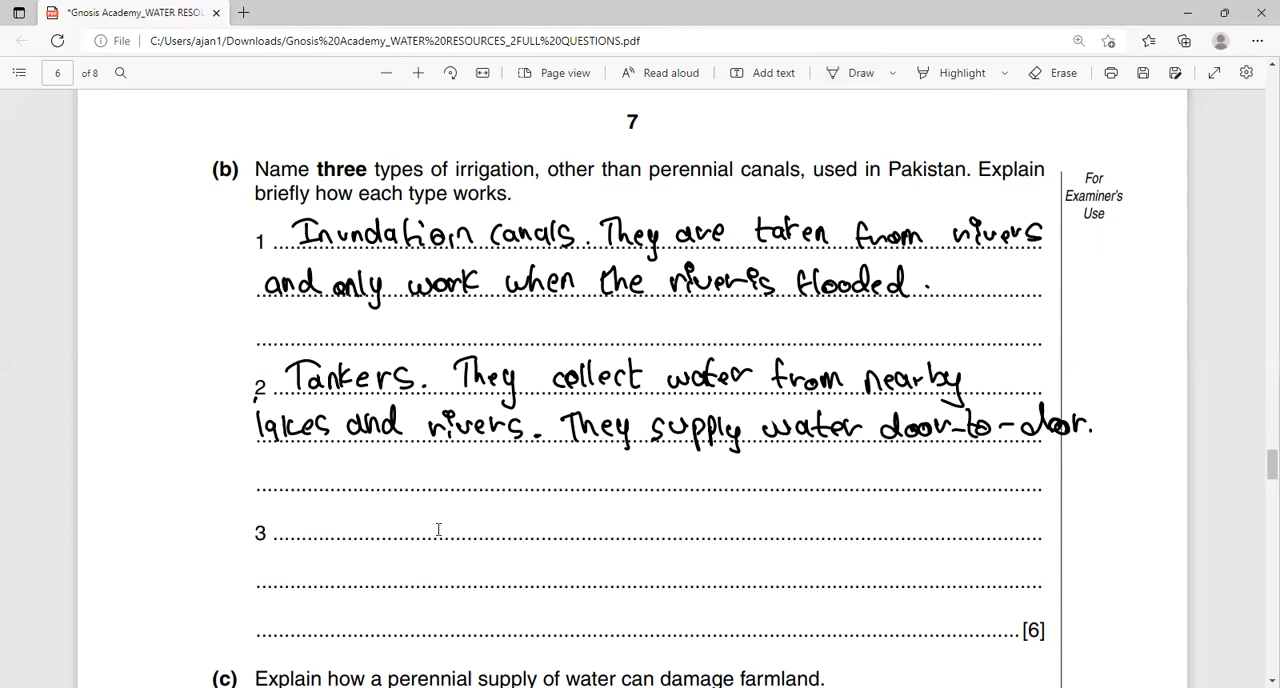 *Gnosis Academy_WATER RESOU
File C:/Users/ajan1/Downloads/Gnosis%20Academy_WATER%20RESOURCES_2FULL%20QUESTIONS.pdf
6 of 8 Page view Read aloud Add text Draw Highlight Erase
7
(b) Name three types of irrigation, other than perennial canals, used in Pakistan. Explain
briefly how each type works.
For
Examiner's
Use
1 Inundation canals. They are taken from rivers
and only work when the river is flooded.
2 Tankers. They collect water from nearby
lakes and rivers. They supply water door-to-door.
3
[6]
(c) Explain how a perennial supply of water can damage farmland.